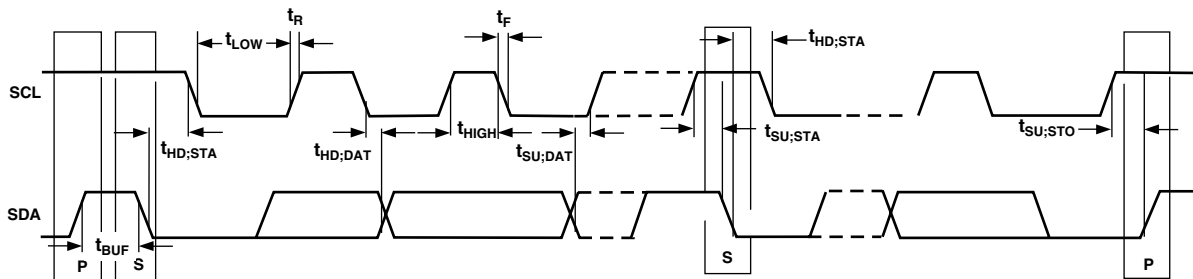 t_R
t_F
t_LOW
t_HD;STA
SCL
t_HD;STA
t_HD;DAT
t_HIGH
t_SU;DAT
t_SU;STA
t_SU;STO
SDA
t_BUF
P
S
S
P